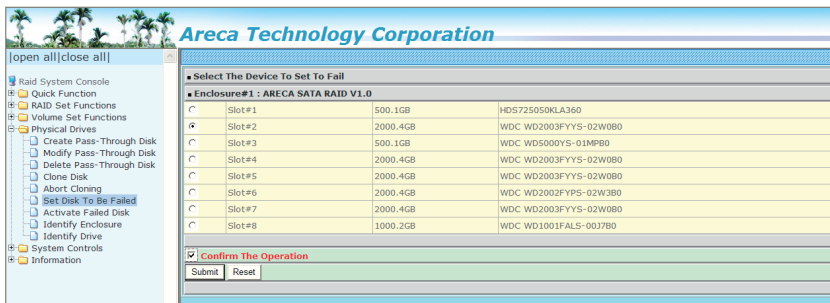 Areca Technology Corporation
|open all|close all|
Raid System Console
Quick Function
RAID Set Functions
Volume Set Functions
Physical Drives
Create Pass-Through Disk
Modify Pass-Through Disk
Delete Pass-Through Disk
Clone Disk
Abort Cloning
Set Disk To Be Failed
Activate Failed Disk
Identify Enclosure
Identify Drive
System Controls
Information
Select The Device To Set To Fail
Enclosure#1 : ARECA SATA RAID V1.0
Slot#1 500.1GB HDS725050KLA360
Slot#2 2000.4GB WDC WD2003FYYS-02W0B0
Slot#3 500.1GB WDC WD5000YS-01MPB0
Slot#4 2000.4GB WDC WD2003FYYS-02W0B0
Slot#5 2000.4GB WDC WD2003FYYS-02W0B0
Slot#6 2000.4GB WDC WD2002FYPS-02W3B0
Slot#7 2000.4GB WDC WD2003FYYS-02W0B0
Slot#8 1000.2GB WDC WD1001FALS-00J7B0
Confirm The Operation
Submit Reset